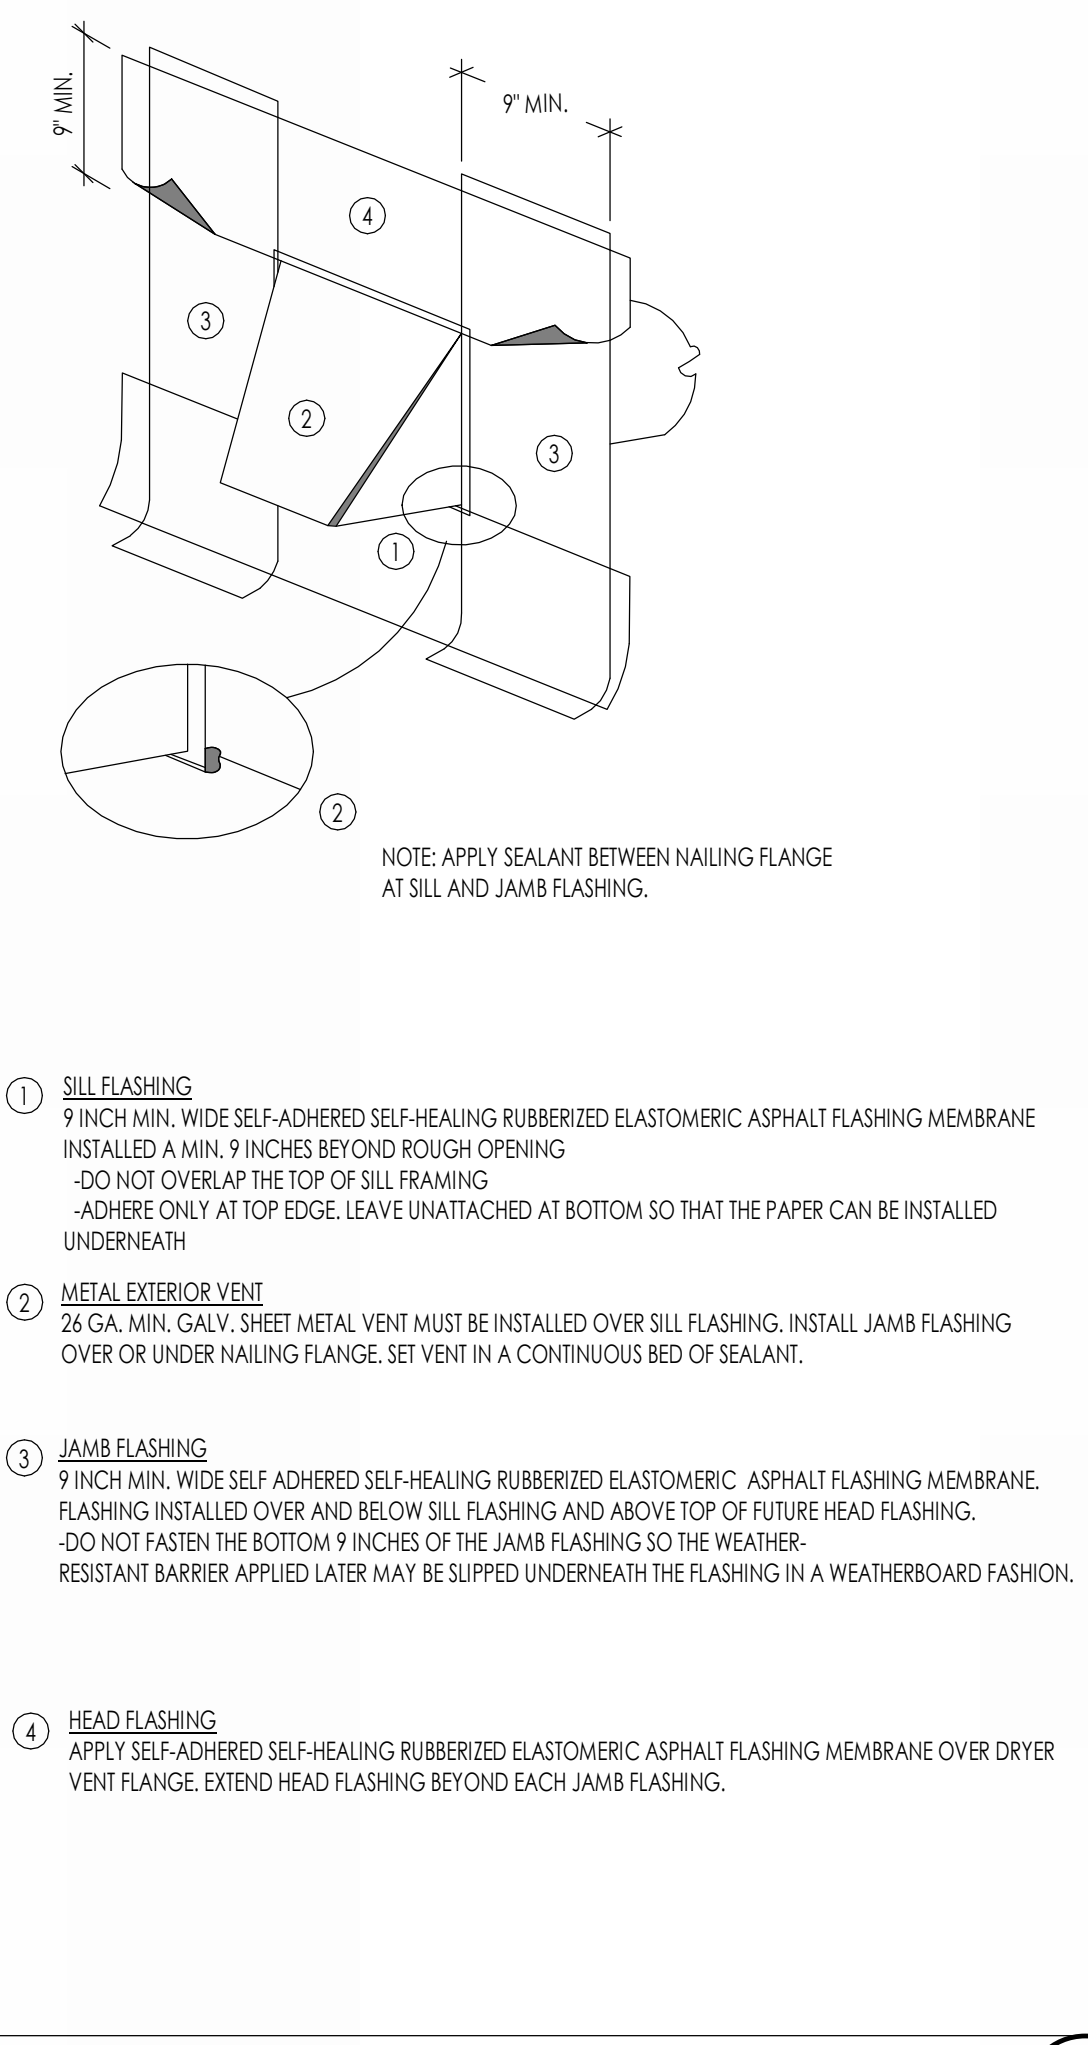 9" MIN.
9" MIN.
4
3
2
3
1
2
NOTE: APPLY SEALANT BETWEEN NAILING FLANGE
AT SILL AND JAMB FLASHING.
1 SILL FLASHING
9 INCH MIN. WIDE SELF-ADHERED SELF-HEALING RUBBERIZED ELASTOMERIC ASPHALT FLASHING MEMBRANE
INSTALLED A MIN. 9 INCHES BEYOND ROUGH OPENING
-DO NOT OVERLAP THE TOP OF SILL FRAMING
-ADHERE ONLY AT TOP EDGE. LEAVE UNATTACHED AT BOTTOM SO THAT THE PAPER CAN BE INSTALLED
UNDERNEATH
2 METAL EXTERIOR VENT
26 GA. MIN. GALV. SHEET METAL VENT MUST BE INSTALLED OVER SILL FLASHING. INSTALL JAMB FLASHING
OVER OR UNDER NAILING FLANGE. SET VENT IN A CONTINUOUS BED OF SEALANT.
3 JAMB FLASHING
9 INCH MIN. WIDE SELF ADHERED SELF-HEALING RUBBERIZED ELASTOMERIC ASPHALT FLASHING MEMBRANE.
FLASHING INSTALLED OVER AND BELOW SILL FLASHING AND ABOVE TOP OF FUTURE HEAD FLASHING.
-DO NOT FASTEN THE BOTTOM 9 INCHES OF THE JAMB FLASHING SO THE WEATHER-
RESISTANT BARRIER APPLIED LATER MAY BE SLIPPED UNDERNEATH THE FLASHING IN A WEATHERBOARD FASHION.
4 HEAD FLASHING
APPLY SELF-ADHERED SELF-HEALING RUBBERIZED ELASTOMERIC ASPHALT FLASHING MEMBRANE OVER DRYER
VENT FLANGE. EXTEND HEAD FLASHING BEYOND EACH JAMB FLASHING.